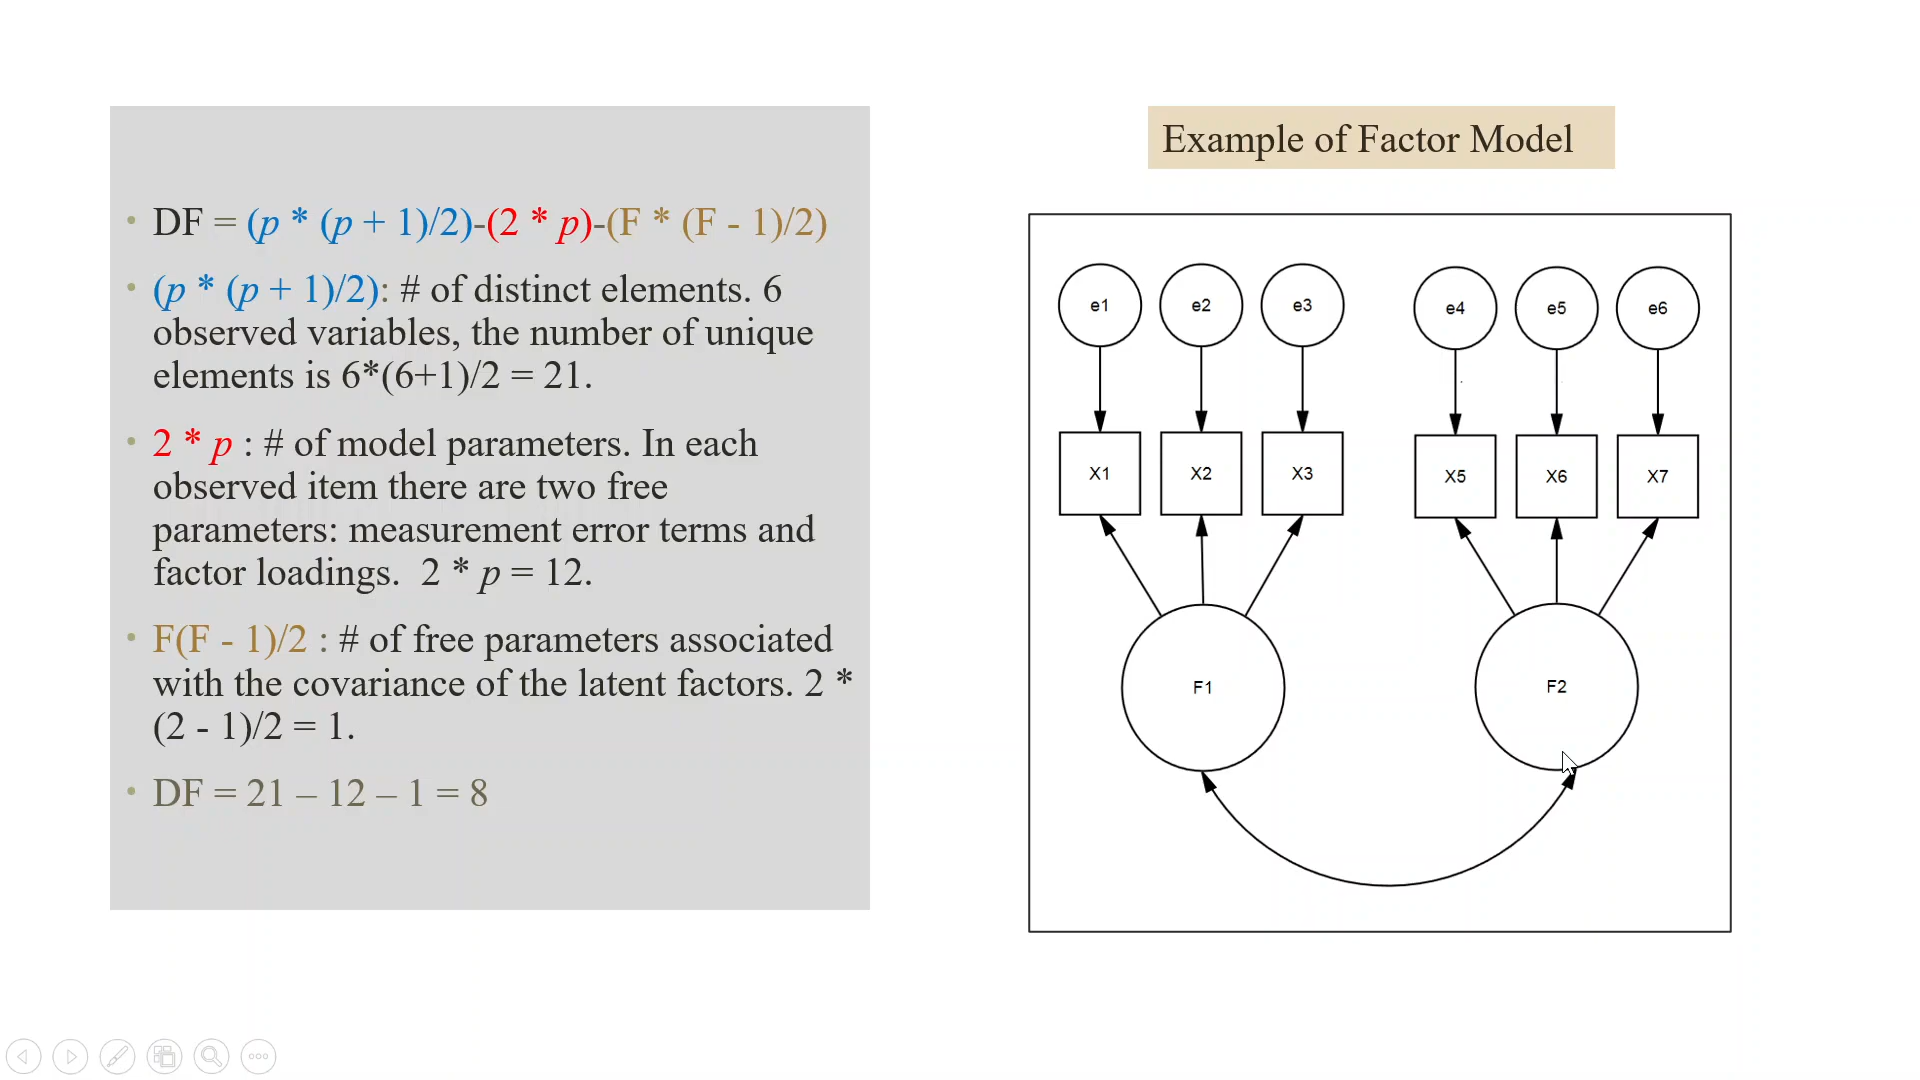 • DF = (p * (p + 1)/2)-(2 * p)-(F * (F - 1)/2)
• (p * (p + 1)/2): # of distinct elements. 6
observed variables, the number of unique
elements is 6*(6+1)/2 = 21.
• 2 * p : # of model parameters. In each
observed item there are two free
parameters: measurement error terms and
factor loadings. 2 * p = 12.
• F(F - 1)/2 : # of free parameters associated
with the covariance of the latent factors. 2 *
(2 - 1)/2 = 1.
• DF = 21 – 12 – 1 = 8
Example of Factor Model
e1 e2 e3 e4 e5 e6
X1 X2 X3 X5 X6 X7
F1 F2